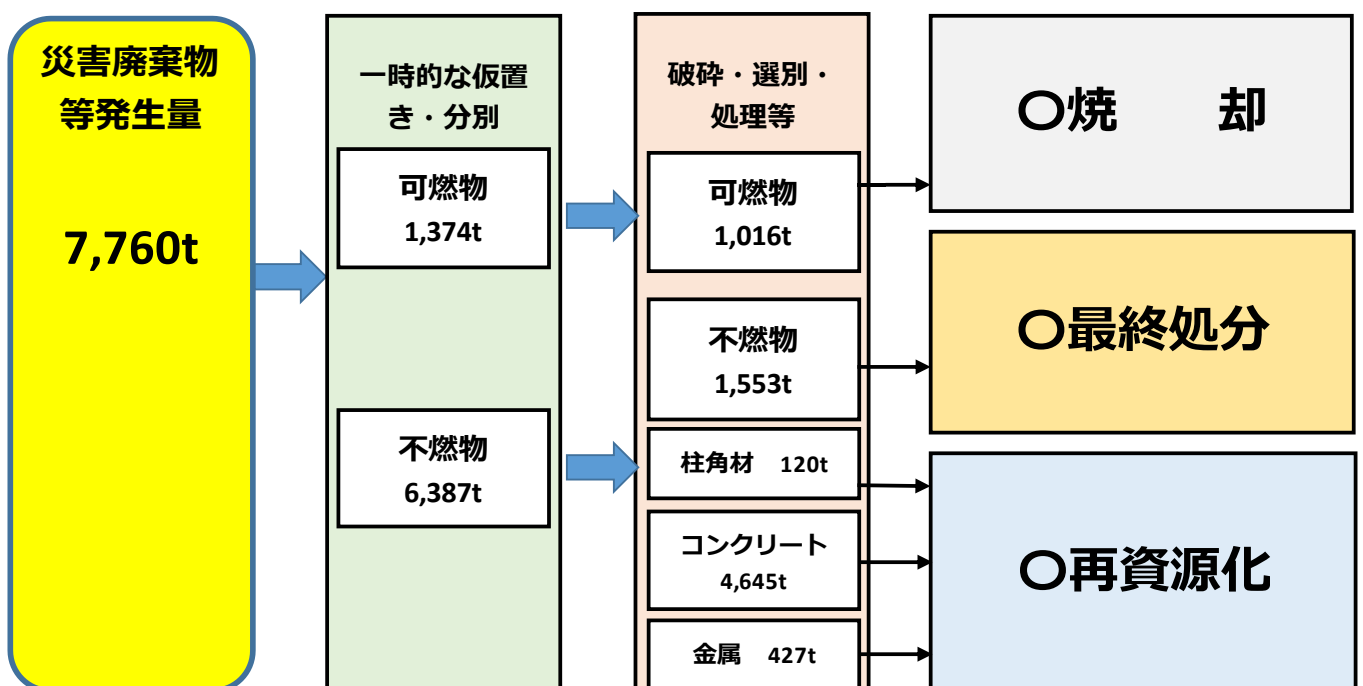 災害廃棄物
等発生量
7,760t
一時的な仮置
き・分別
可燃物
1,374t
不燃物
6,387t
破砕・選別・
処理等
可燃物
1,016t
不燃物
1,553t
柱角材 120t
コンクリート
4,645t
金属 427t
〇焼 却
〇最終処分
〇再資源化